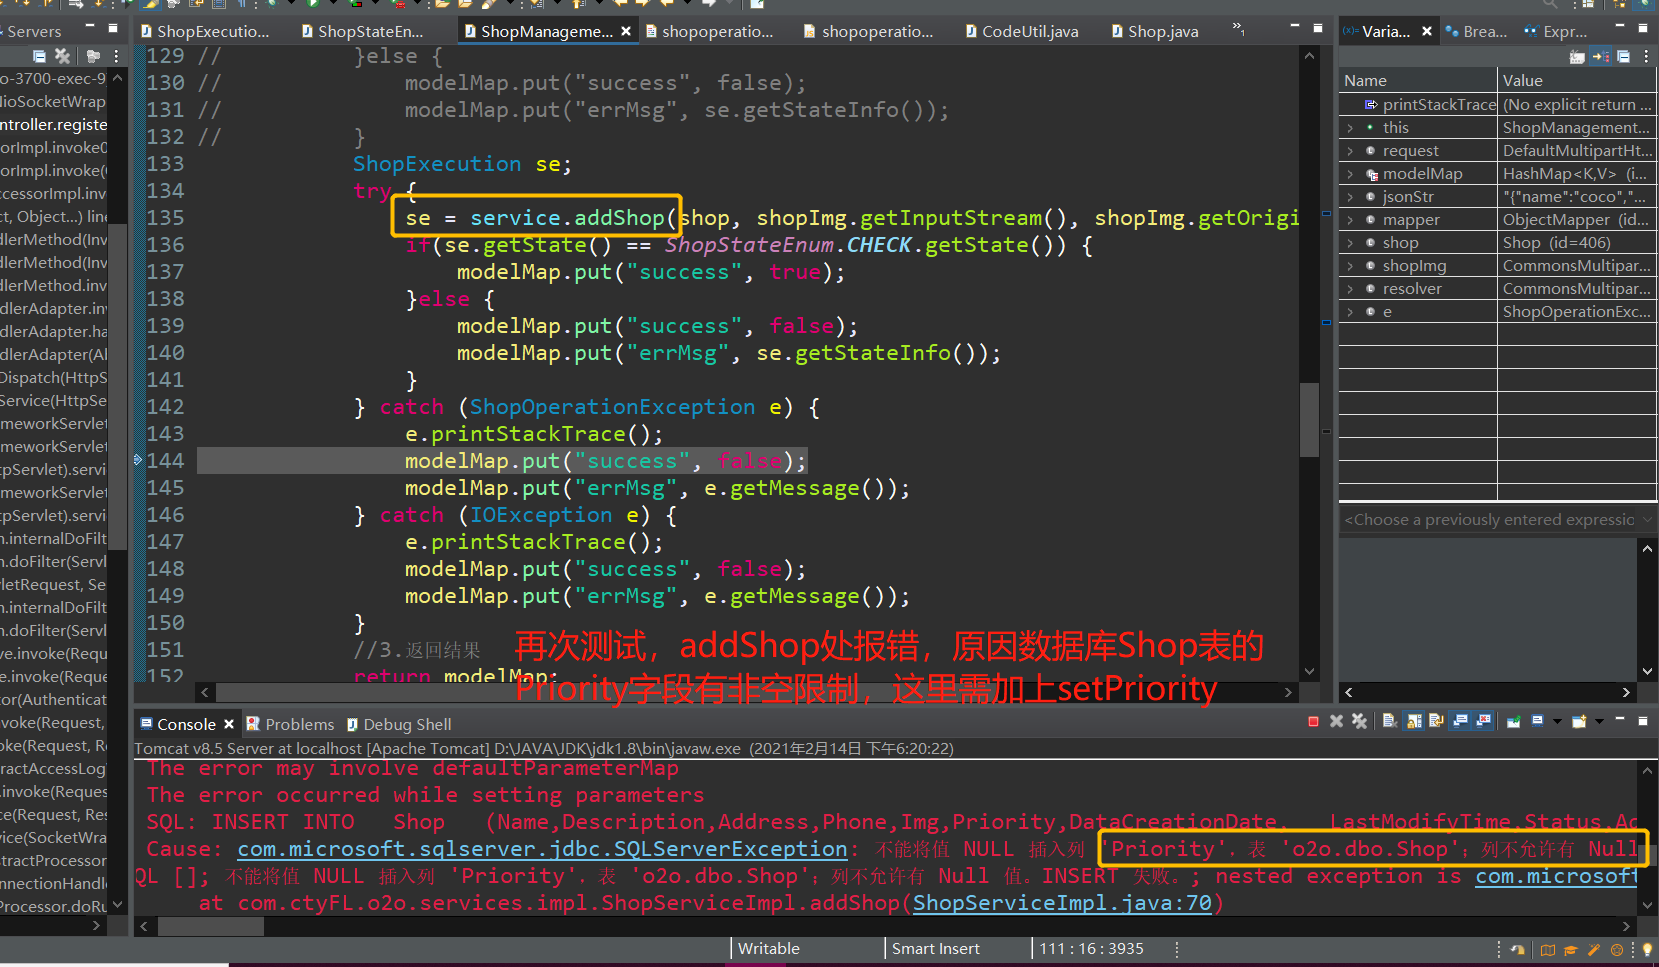 Servers
ShopExecutio...
ShopStateEn...
ShopManageme...
shopoperatio...
shopoperatio...
CodeUtil.java
Shop.java
»1
Varia...
Brea...
Expr...
o-3700-exec-9
NioSocketWrap
ntroller.registe
orImpl.invoke0
orImpl.invoke(
ccessorImpl.inv
ct, Object...) line
dlerMethod(Inv
dlerMethod(Inv
dlerMethod.inv
dlerAdapter.inv
dlerAdapter.ha
dlerAdapter(Al
Dispatch(HttpS
Service(HttpSe
meworkServlet
meworkServlet
tpServlet).servic
meworkServlet
tpServlet).servi
n.internalDoFilt
n.doFilter(Servl
vletRequest, Se
n.internalDoFilt
n.doFilter(Servl
ve.invoke(Requ
e.invoke(Reque
tor(Authenticat
voke(Request,
oke(Request, R
ractAccessLog
.invoke(Reques
ce(Request, Res
vice(SocketWra
stractProcessor
nnectionHandle
Processor.doRu
129 //          }else {
130 //              modelMap.put("success", false);
131 //              modelMap.put("errMsg", se.getStateInfo());
132 //          }
133             ShopExecution se;
134             try {
135                 se = service.addShop(shop, shopImg.getInputStream(), shopImg.getOrigi
136                 if(se.getState() == ShopStateEnum.CHECK.getState()) {
137                     modelMap.put("success", true);
138                 }else {
139                     modelMap.put("success", false);
140                     modelMap.put("errMsg", se.getStateInfo());
141                 }
142             } catch (ShopOperationException e) {
143                 e.printStackTrace();
144                 modelMap.put("success", false);
145                 modelMap.put("errMsg", e.getMessage());
146             } catch (IOException e) {
147                 e.printStackTrace();
148                 modelMap.put("success", false);
149                 modelMap.put("errMsg", e.getMessage());
150             }
151             //3.返回结果
152             return modelMap;
再次测试，addShop处报错，原因数据库Shop表的
Priority字段有非空限制，这里需加上setPriority
Name Value
printStackTrace (No explicit return ...
this ShopManagement...
request DefaultMultipartHt...
modelMap HashMap<K,V> (i...
jsonStr "{"name":"coco","...
mapper ObjectMapper (id...
shop Shop (id=406)
shopImg CommonsMultipar...
resolver CommonsMultipar...
e ShopOperationExc...
<Choose a previously entered expressio
Console Problems Debug Shell
Tomcat v8.5 Server at localhost [Apache Tomcat] D:\JAVA\JDK\jdk1.8\bin\javaw.exe (2021年2月14日 下午6:20:22)
The error may involve defaultParameterMap
The error occurred while setting parameters
SQL: INSERT INTO   Shop   (Name,Description,Address,Phone,Img,Priority,DataCreationDate,   LastModifyTime,Status,Ad
Cause: com.microsoft.sqlserver.jdbc.SQLServerException: 不能将值 NULL 插入列 'Priority'，表 'o2o.dbo.Shop'；列不允许有 Null
QL []; 不能将值 NULL 插入列 'Priority'，表 'o2o.dbo.Shop'；列不允许有 Null 值。INSERT 失败。; nested exception is com.microsoft
at com.ctyFL.o2o.services.impl.ShopServiceImpl.addShop(ShopServiceImpl.java:70)
Writable
Smart Insert
111 : 16 : 3935